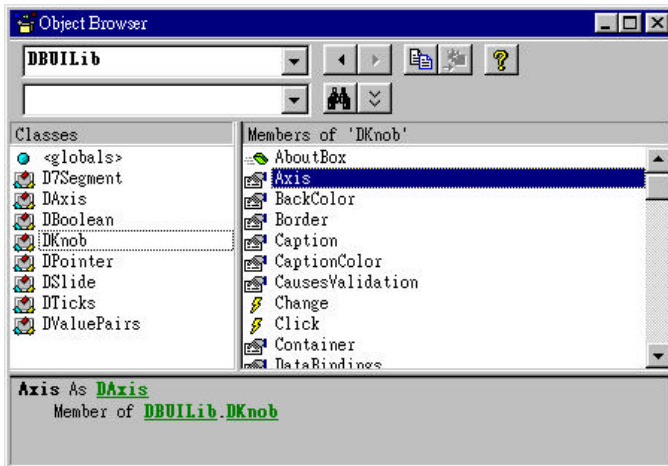 Object Browser
DBUILib
Classes
Members of 'DKnob'
<globals>
D7Segment
DAxis
DBoolean
DKnob
DPointer
DSlide
DTicks
DValuePairs
AboutBox
Axis
BackColor
Border
Caption
CaptionColor
CausesValidation
Change
Click
Container
DataBindings
Axis As DAxis
Member of DBUILib.DKnob